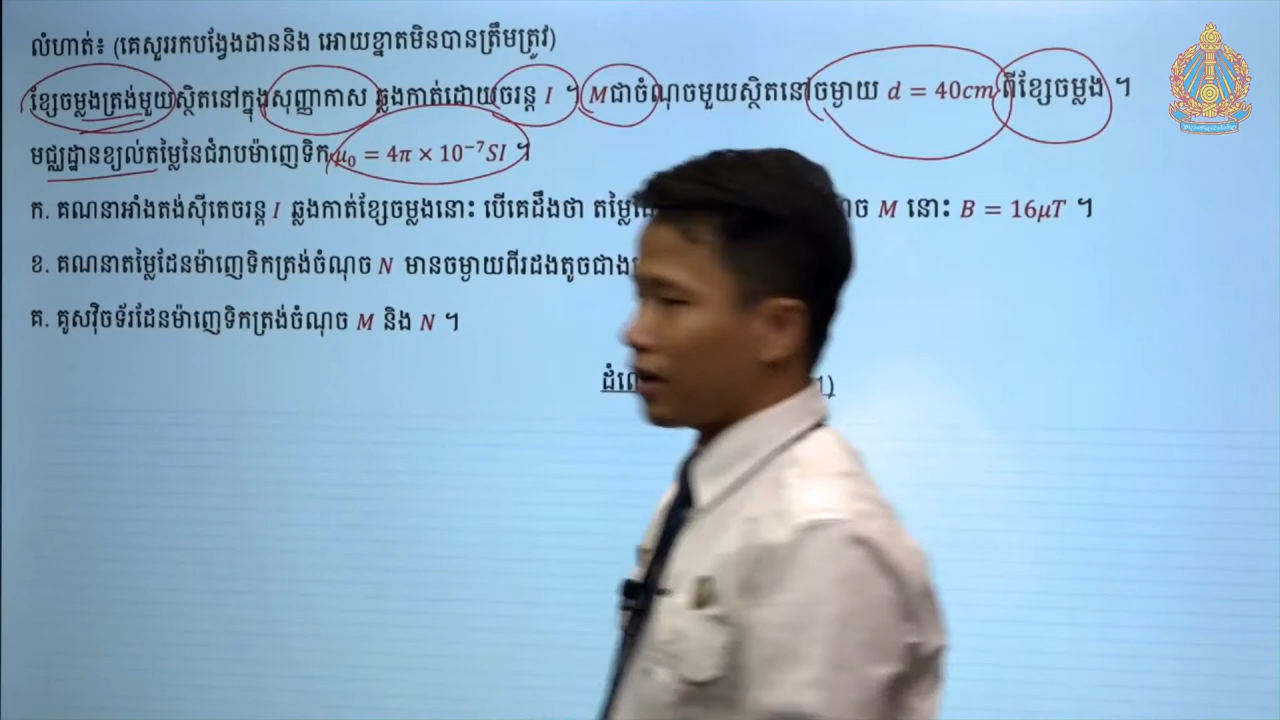 លំហាត់៖ (គេសួររកបង្វែងដាននិង អោយខ្នាតមិនបានត្រឹមត្រូវ)
ខ្សែចម្លងត្រង់មួយស្ថិតនៅក្នុងសុញ្ញាកាស ឆ្លងកាត់ដោយចរន្ត I ។ M ជាចំណុចមួយស្ថិតនៅចម្ងាយ d = 40cm ពីខ្សែចម្លង ។
មជ្ឈដ្ឋានខ្យល់តម្លៃនៃជំរាបម៉ាញេទិក μ₀ = 4π × 10⁻⁷SI ។
ក. គណនាអាំងតង់ស៊ីតេចរន្ត I ឆ្លងកាត់ខ្សែចម្លងនោះ បើគេដឹងថា M នោះ B = 16μT ។
ខ. គណនាតម្លៃដែនម៉ាញេទិកត្រង់ចំណុច N មានចម្ងាយពីរដងតូចជាង
គ. គូសវ៉ិចទ័រដែនម៉ាញេទិកត្រង់ចំណុច M និង N ។